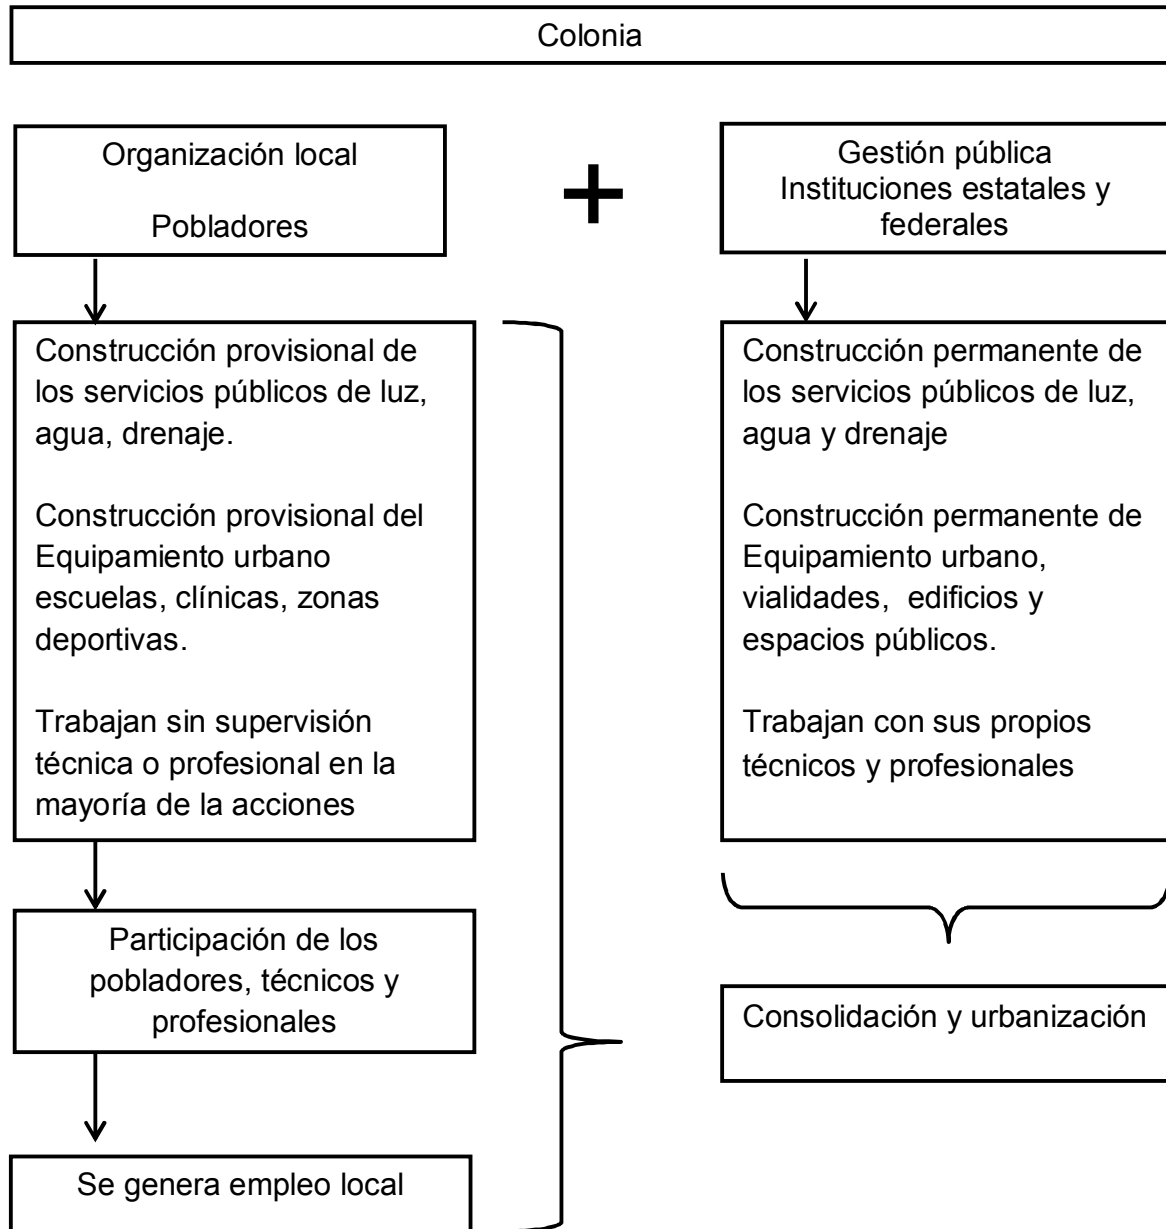 Colonia
Organización local
Pobladores
+
Gestión pública
Instituciones estatales y
federales
Construcción provisional de
los servicios públicos de luz,
agua, drenaje.
Construcción provisional del
Equipamiento urbano
escuelas, clínicas, zonas
deportivas.
Trabajan sin supervisión
técnica o profesional en la
mayoría de la acciones
Construcción permanente de
los servicios públicos de luz,
agua y drenaje
Construcción permanente de
Equipamiento urbano,
vialidades, edificios y
espacios públicos.
Trabajan con sus propios
técnicos y profesionales
Participación de los
pobladores, técnicos y
profesionales
Consolidación y urbanización
Se genera empleo local